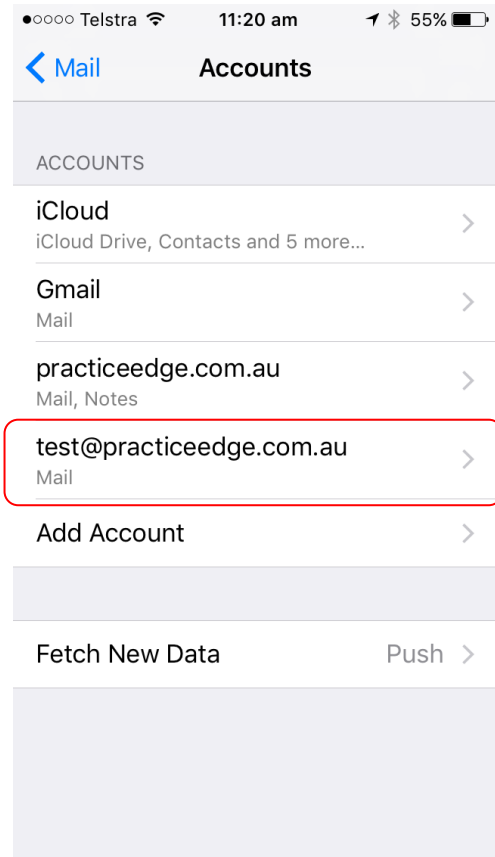 Telstra 11:20 am 55%
Mail Accounts
ACCOUNTS
iCloud
iCloud Drive, Contacts and 5 more...
Gmail
Mail
practiceedge.com.au
Mail, Notes
test@practiceedge.com.au
Mail
Add Account
Fetch New Data Push